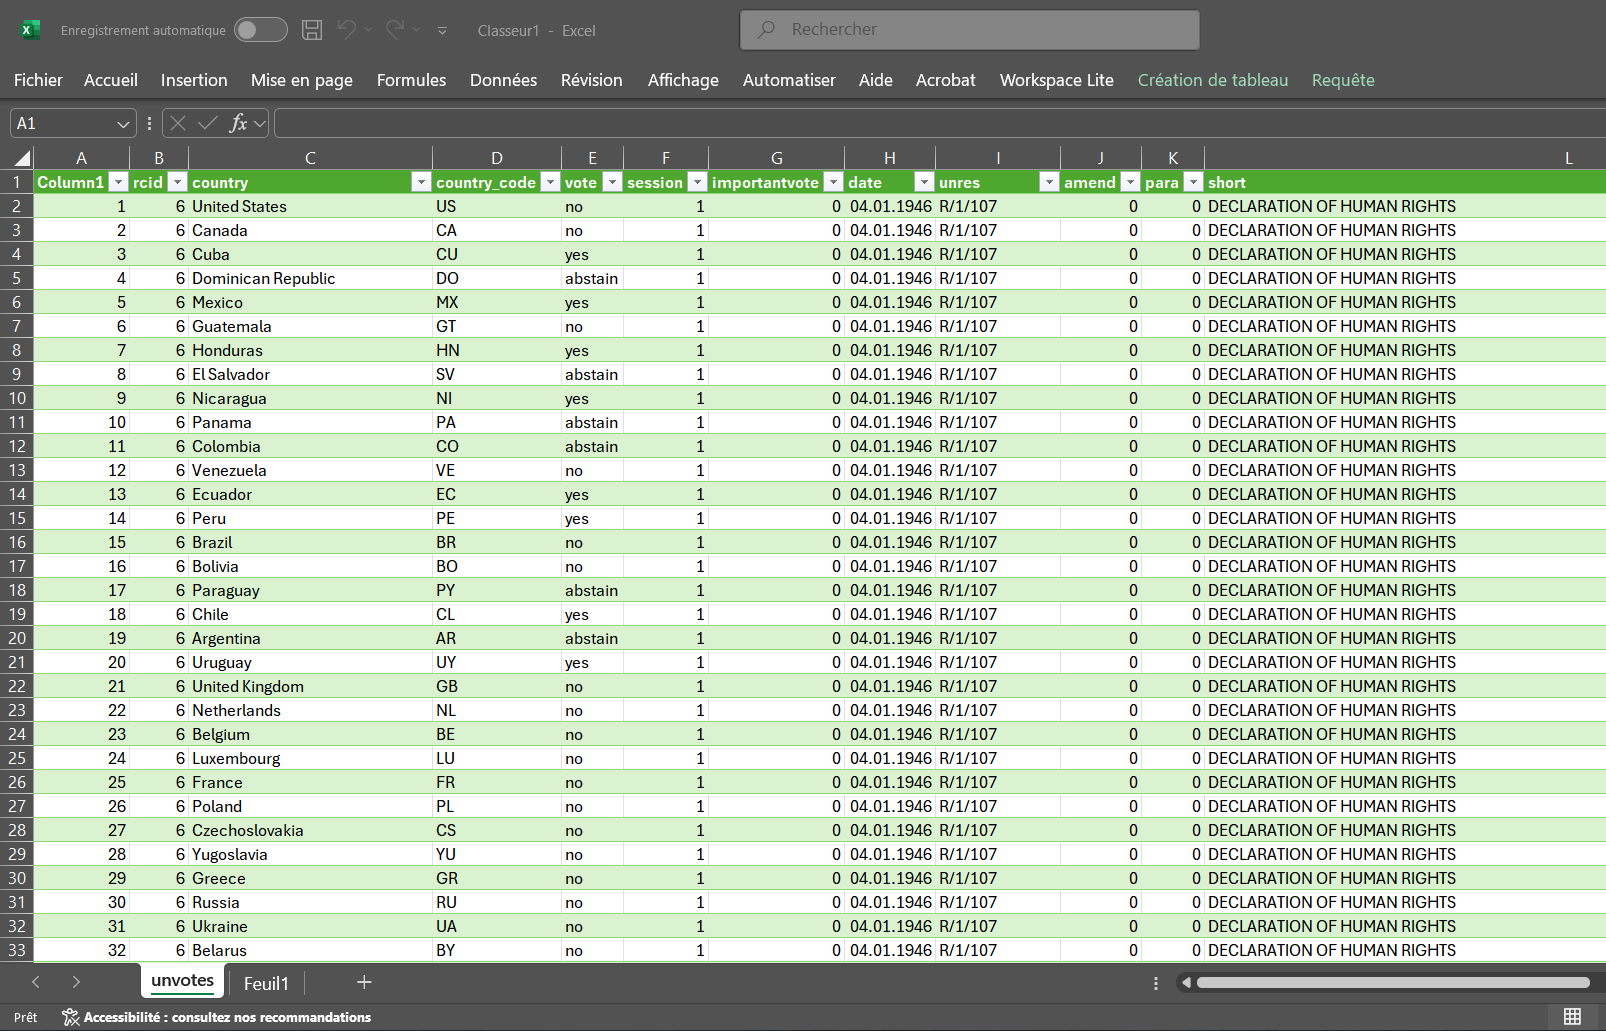 Enregistrement automatique Classeur1 - Excel Rechercher
Fichier Accueil Insertion Mise en page Formules Données Révision Affichage Automatiser Aide Acrobat Workspace Lite Création de tableau Requête
A1 fx
A B C D E F G H I J K L
1 Column1 rcid country country_code vote session importantvote date unres amend para short
2 1 6 United States US no 1 0 04.01.1946 R/1/107 0 0 DECLARATION OF HUMAN RIGHTS
3 2 6 Canada CA no 1 0 04.01.1946 R/1/107 0 0 DECLARATION OF HUMAN RIGHTS
4 3 6 Cuba CU yes 1 0 04.01.1946 R/1/107 0 0 DECLARATION OF HUMAN RIGHTS
5 4 6 Dominican Republic DO abstain 1 0 04.01.1946 R/1/107 0 0 DECLARATION OF HUMAN RIGHTS
6 5 6 Mexico MX yes 1 0 04.01.1946 R/1/107 0 0 DECLARATION OF HUMAN RIGHTS
7 6 6 Guatemala GT no 1 0 04.01.1946 R/1/107 0 0 DECLARATION OF HUMAN RIGHTS
8 7 6 Honduras HN yes 1 0 04.01.1946 R/1/107 0 0 DECLARATION OF HUMAN RIGHTS
9 8 6 El Salvador SV abstain 1 0 04.01.1946 R/1/107 0 0 DECLARATION OF HUMAN RIGHTS
10 9 6 Nicaragua NI yes 1 0 04.01.1946 R/1/107 0 0 DECLARATION OF HUMAN RIGHTS
11 10 6 Panama PA abstain 1 0 04.01.1946 R/1/107 0 0 DECLARATION OF HUMAN RIGHTS
12 11 6 Colombia CO abstain 1 0 04.01.1946 R/1/107 0 0 DECLARATION OF HUMAN RIGHTS
13 12 6 Venezuela VE no 1 0 04.01.1946 R/1/107 0 0 DECLARATION OF HUMAN RIGHTS
14 13 6 Ecuador EC yes 1 0 04.01.1946 R/1/107 0 0 DECLARATION OF HUMAN RIGHTS
15 14 6 Peru PE yes 1 0 04.01.1946 R/1/107 0 0 DECLARATION OF HUMAN RIGHTS
16 15 6 Brazil BR no 1 0 04.01.1946 R/1/107 0 0 DECLARATION OF HUMAN RIGHTS
17 16 6 Bolivia BO no 1 0 04.01.1946 R/1/107 0 0 DECLARATION OF HUMAN RIGHTS
18 17 6 Paraguay PY abstain 1 0 04.01.1946 R/1/107 0 0 DECLARATION OF HUMAN RIGHTS
19 18 6 Chile CL yes 1 0 04.01.1946 R/1/107 0 0 DECLARATION OF HUMAN RIGHTS
20 19 6 Argentina AR abstain 1 0 04.01.1946 R/1/107 0 0 DECLARATION OF HUMAN RIGHTS
21 20 6 Uruguay UY yes 1 0 04.01.1946 R/1/107 0 0 DECLARATION OF HUMAN RIGHTS
22 21 6 United Kingdom GB no 1 0 04.01.1946 R/1/107 0 0 DECLARATION OF HUMAN RIGHTS
23 22 6 Netherlands NL no 1 0 04.01.1946 R/1/107 0 0 DECLARATION OF HUMAN RIGHTS
24 23 6 Belgium BE no 1 0 04.01.1946 R/1/107 0 0 DECLARATION OF HUMAN RIGHTS
25 24 6 Luxembourg LU no 1 0 04.01.1946 R/1/107 0 0 DECLARATION OF HUMAN RIGHTS
26 25 6 France FR no 1 0 04.01.1946 R/1/107 0 0 DECLARATION OF HUMAN RIGHTS
27 26 6 Poland PL no 1 0 04.01.1946 R/1/107 0 0 DECLARATION OF HUMAN RIGHTS
28 27 6 Czechoslovakia CS no 1 0 04.01.1946 R/1/107 0 0 DECLARATION OF HUMAN RIGHTS
29 28 6 Yugoslavia YU no 1 0 04.01.1946 R/1/107 0 0 DECLARATION OF HUMAN RIGHTS
30 29 6 Greece GR no 1 0 04.01.1946 R/1/107 0 0 DECLARATION OF HUMAN RIGHTS
31 30 6 Russia RU no 1 0 04.01.1946 R/1/107 0 0 DECLARATION OF HUMAN RIGHTS
32 31 6 Ukraine UA no 1 0 04.01.1946 R/1/107 0 0 DECLARATION OF HUMAN RIGHTS
33 32 6 Belarus BY no 1 0 04.01.1946 R/1/107 0 0 DECLARATION OF HUMAN RIGHTS
unvotes Feuil1
Prêt Accessibilité : consultez nos recommandations